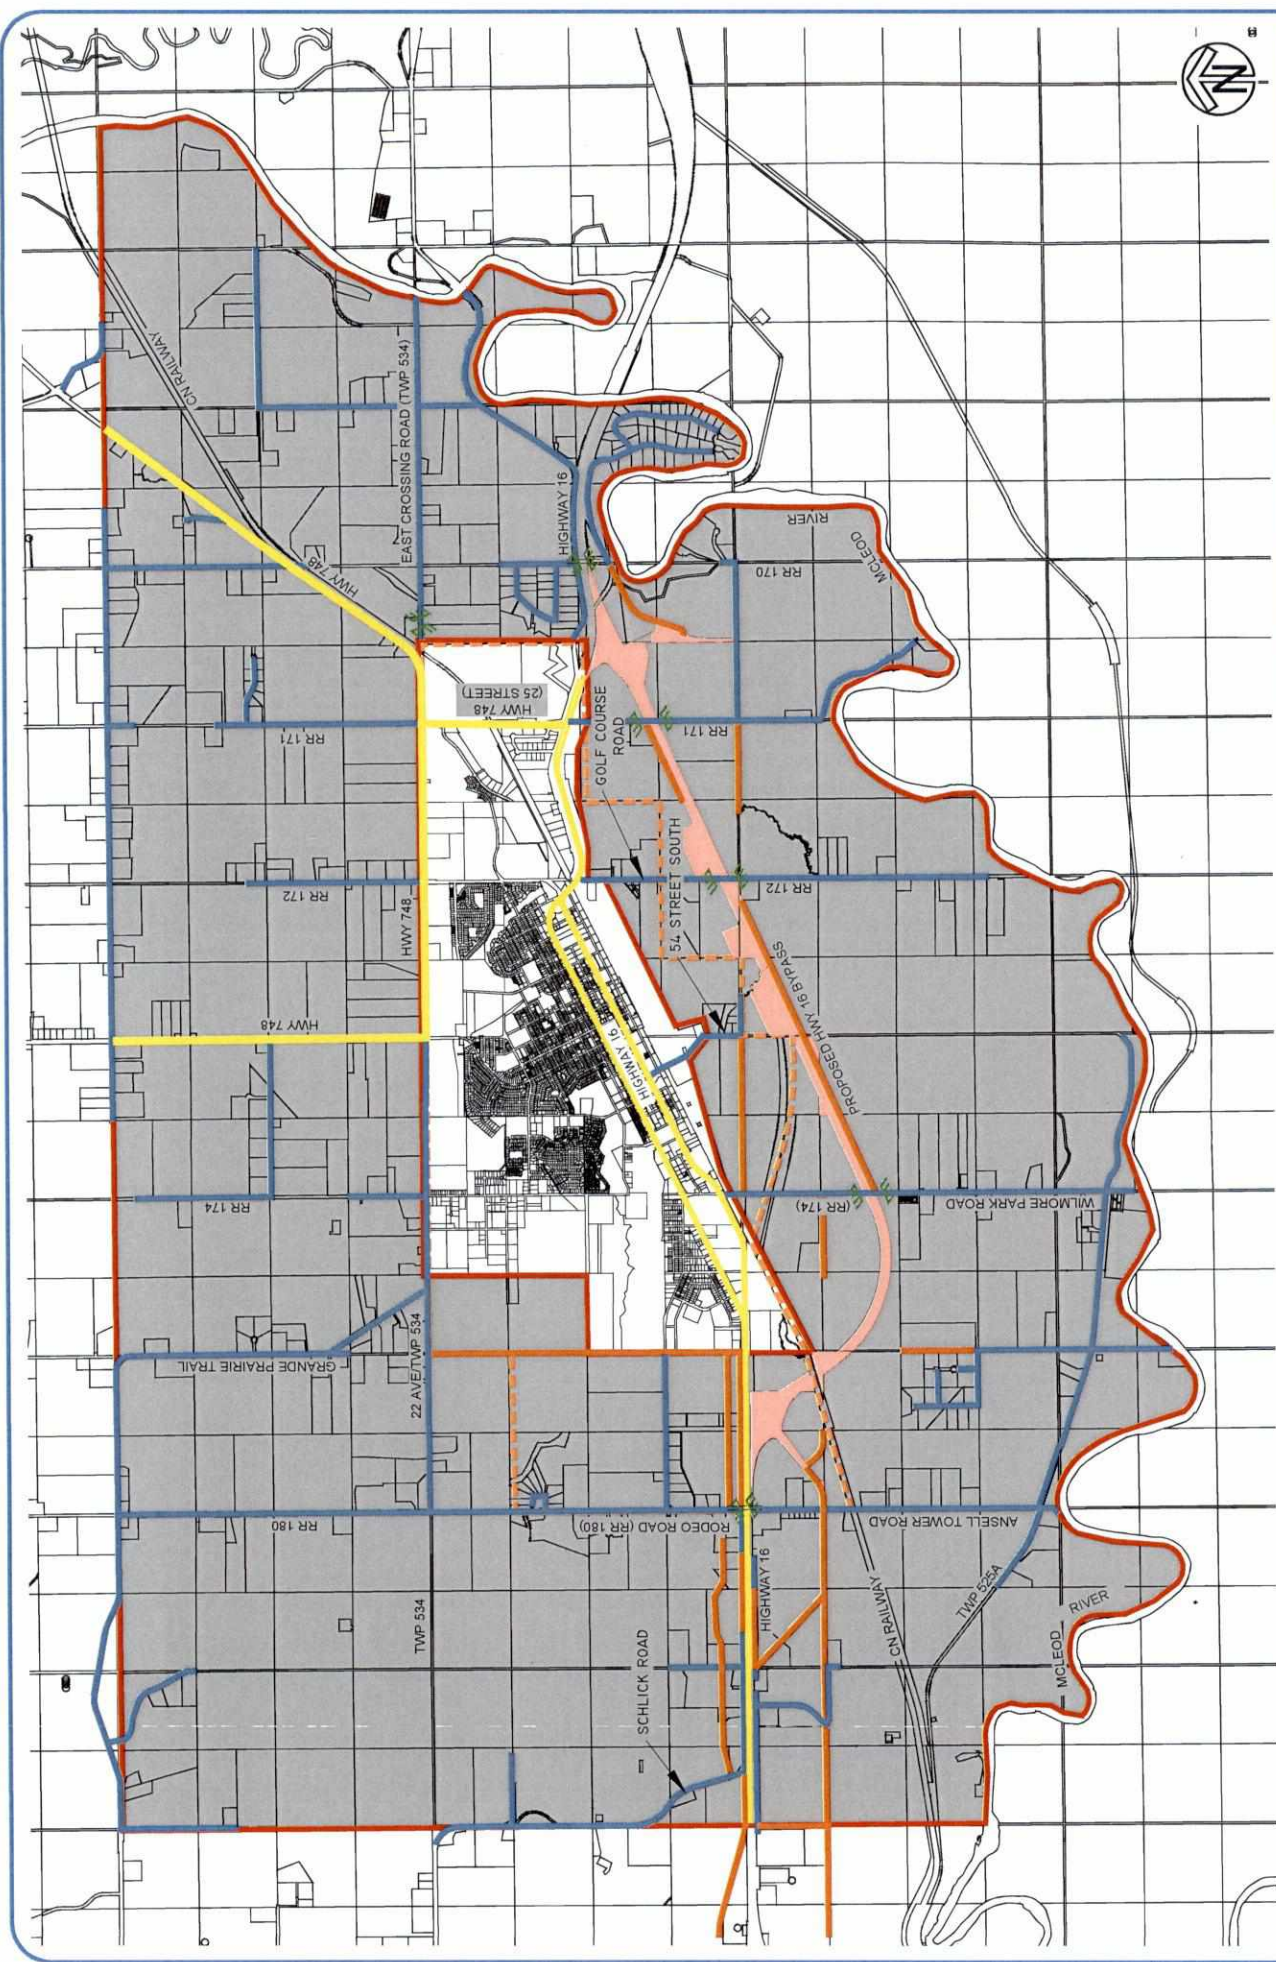 N
CN RAILWAY
EAST CROSSING ROAD (TWP 534)
HIGHWAY 16
HWY 748
RIVER
MCLEOD
RR 170
HWY 748
(25 STREET)
RR 171
GOLF COURSE
ROAD
RR 171
54 STREET SOUTH
RR 172
HWY 748
RR 172
HWY 748
HIGHWAY 16
PROPOSED HWY 16 BYPASS
RR 174
(RR 174)
WILMORE PARK ROAD
GRANDE PRAIRIE TRAIL
22 AVE/TWP 534
RR 180
RODEO ROAD (RR 180)
ANSELL TOWER ROAD
HIGHWAY 16
CN RAILWAY
TWP 525A
TWP 534
SCHLICK ROAD
MCLEOD
RIVER